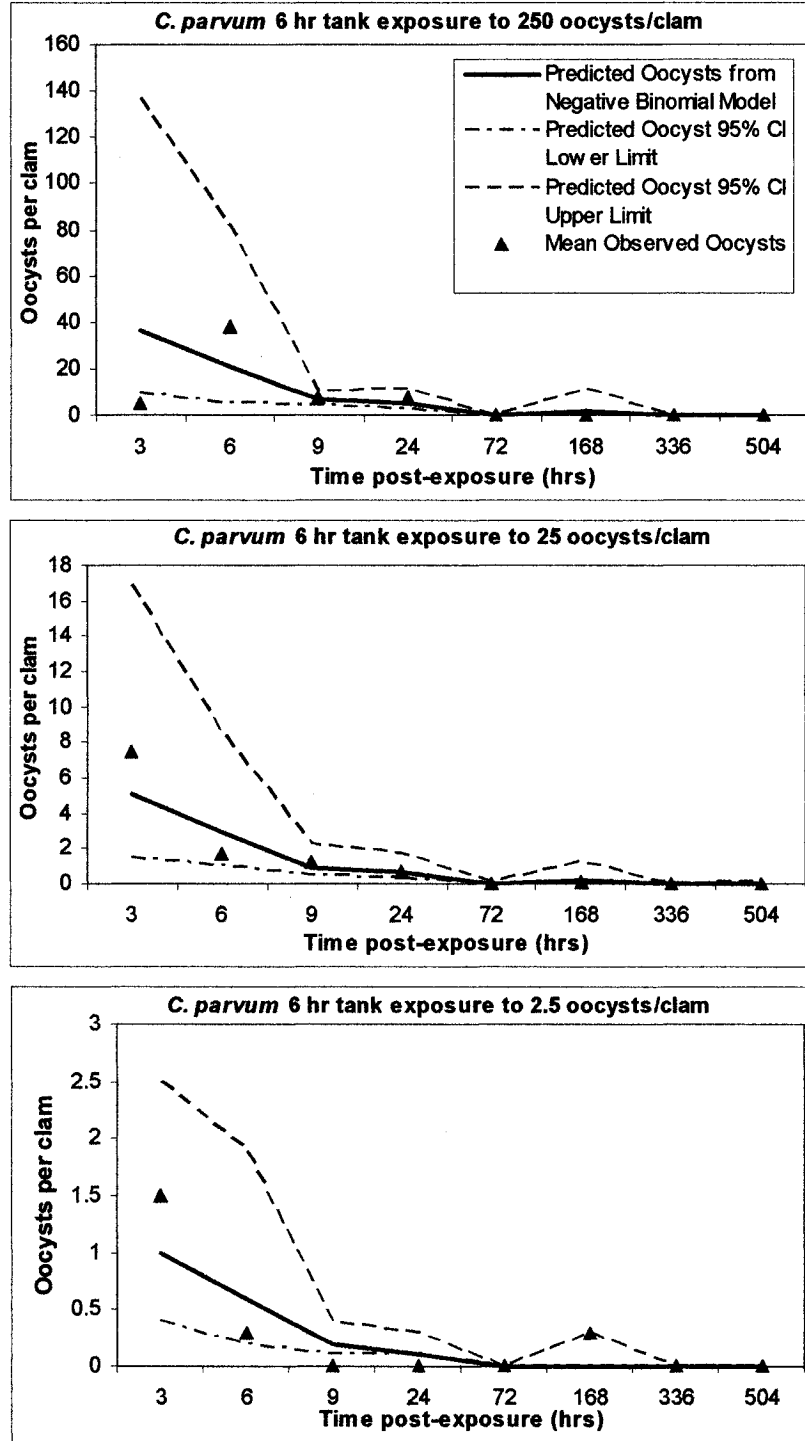 C. parvum 6 hr tank exposure to 250 oocysts/clam
160
140
120
100
80
60
40
20
0
Oocysts per clam
Predicted Oocysts from
Negative Binomial Model
Predicted Oocyst 95% CI
Lower Limit
Predicted Oocyst 95% CI
Upper Limit
Mean Observed Oocysts
3 6 9 24 72 168 336 504
Time post-exposure (hrs)
C. parvum 6 hr tank exposure to 25 oocysts/clam
18
16
14
12
10
8
6
4
2
0
Oocysts per clam
3 6 9 24 72 168 336 504
Time post-exposure (hrs)
C. parvum 6 hr tank exposure to 2.5 oocysts/clam
3
2.5
2
1.5
1
0.5
0
Oocysts per clam
3 6 9 24 72 168 336 504
Time post-exposure (hrs)